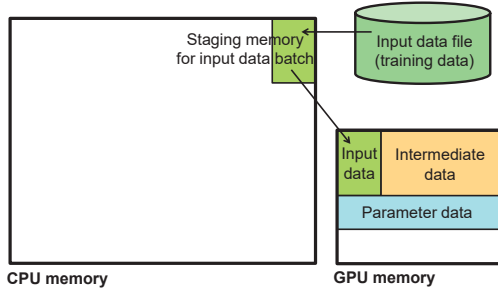 Staging memory
for input data batch
Input data file
(training data)
Input
data
Intermediate
data
Parameter data
CPU memory
GPU memory